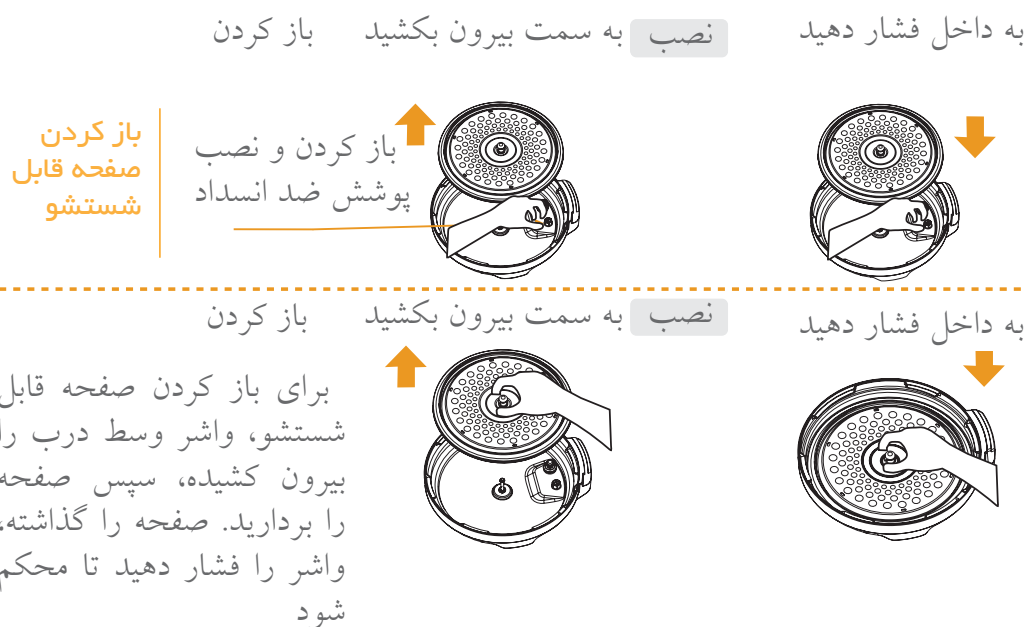 به داخل فشار دهید
نصب
به سمت بیرون بکشید
باز کردن
باز کردن و نصب
پوشش ضد انسداد
باز کردن
صفحه قابل
شستشو
به داخل فشار دهید
نصب
به سمت بیرون بکشید
باز کردن
برای باز کردن صفحه قابل
شستشو، واشر وسط درب را
بیرون کشیده، سپس صفحه
را بردارید. صفحه را گذاشته،
واشر را فشار دهید تا محکم
شود